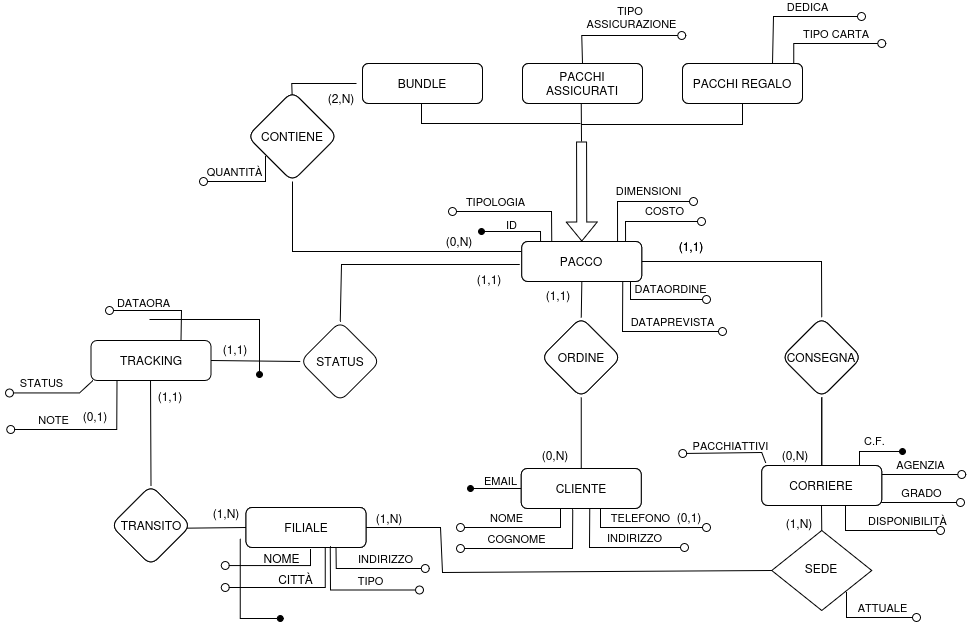 TIPO
ASSICURAZIONE
DEDICA
TIPO CARTA
BUNDLE
PACCHI
ASSICURATI
PACCHI REGALO
(2,N)
CONTIENE
QUANTITÀ
TIPOLOGIA
ID
DIMENSIONI
COSTO
(0,N)
(1,1)
PACCO
(1,1)
(1,1)
DATAORDINE
DATAPREVISTA
DATAORA
TRACKING
(1,1)
STATUS
ORDINE
CONSEGNA
STATUS
(1,1)
NOTE
(0,1)
PACCHIATTIVI
C.F.
(0,N)
(0,N)
AGENZIA
EMAIL
CLIENTE
CORRIERE
GRADO
TRANSITO
(1,N)
FILIALE
(1,N)
NOME
TELEFONO
(0,1)
(1,N)
DISPONIBILITÀ
COGNOME
INDIRIZZO
NOME
INDIRIZZO
CITTÀ
TIPO
SEDE
ATTUALE